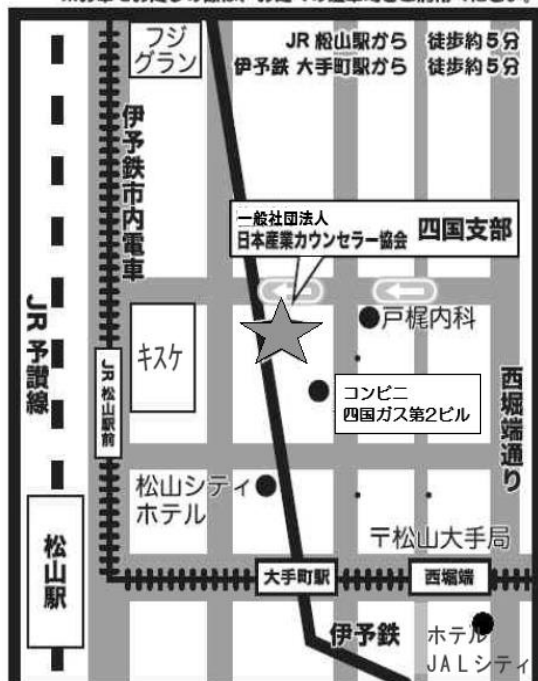 フジ
グラン
JR 松山駅から 徒歩約5分
伊予鉄 大手町駅から 徒歩約5分
伊予鉄市内電車
一般社団法人
日本産業カウンセラー協会 四国支部
戸梶内科
JR予讃線
キスケ
JR松山駅前
コンビニ
四国ガス第2ビル
西堀端通り
松山シティ
ホテル
〒松山大手局
松山駅
大手町駅
西堀端
伊予鉄
ホテル
JALシティ